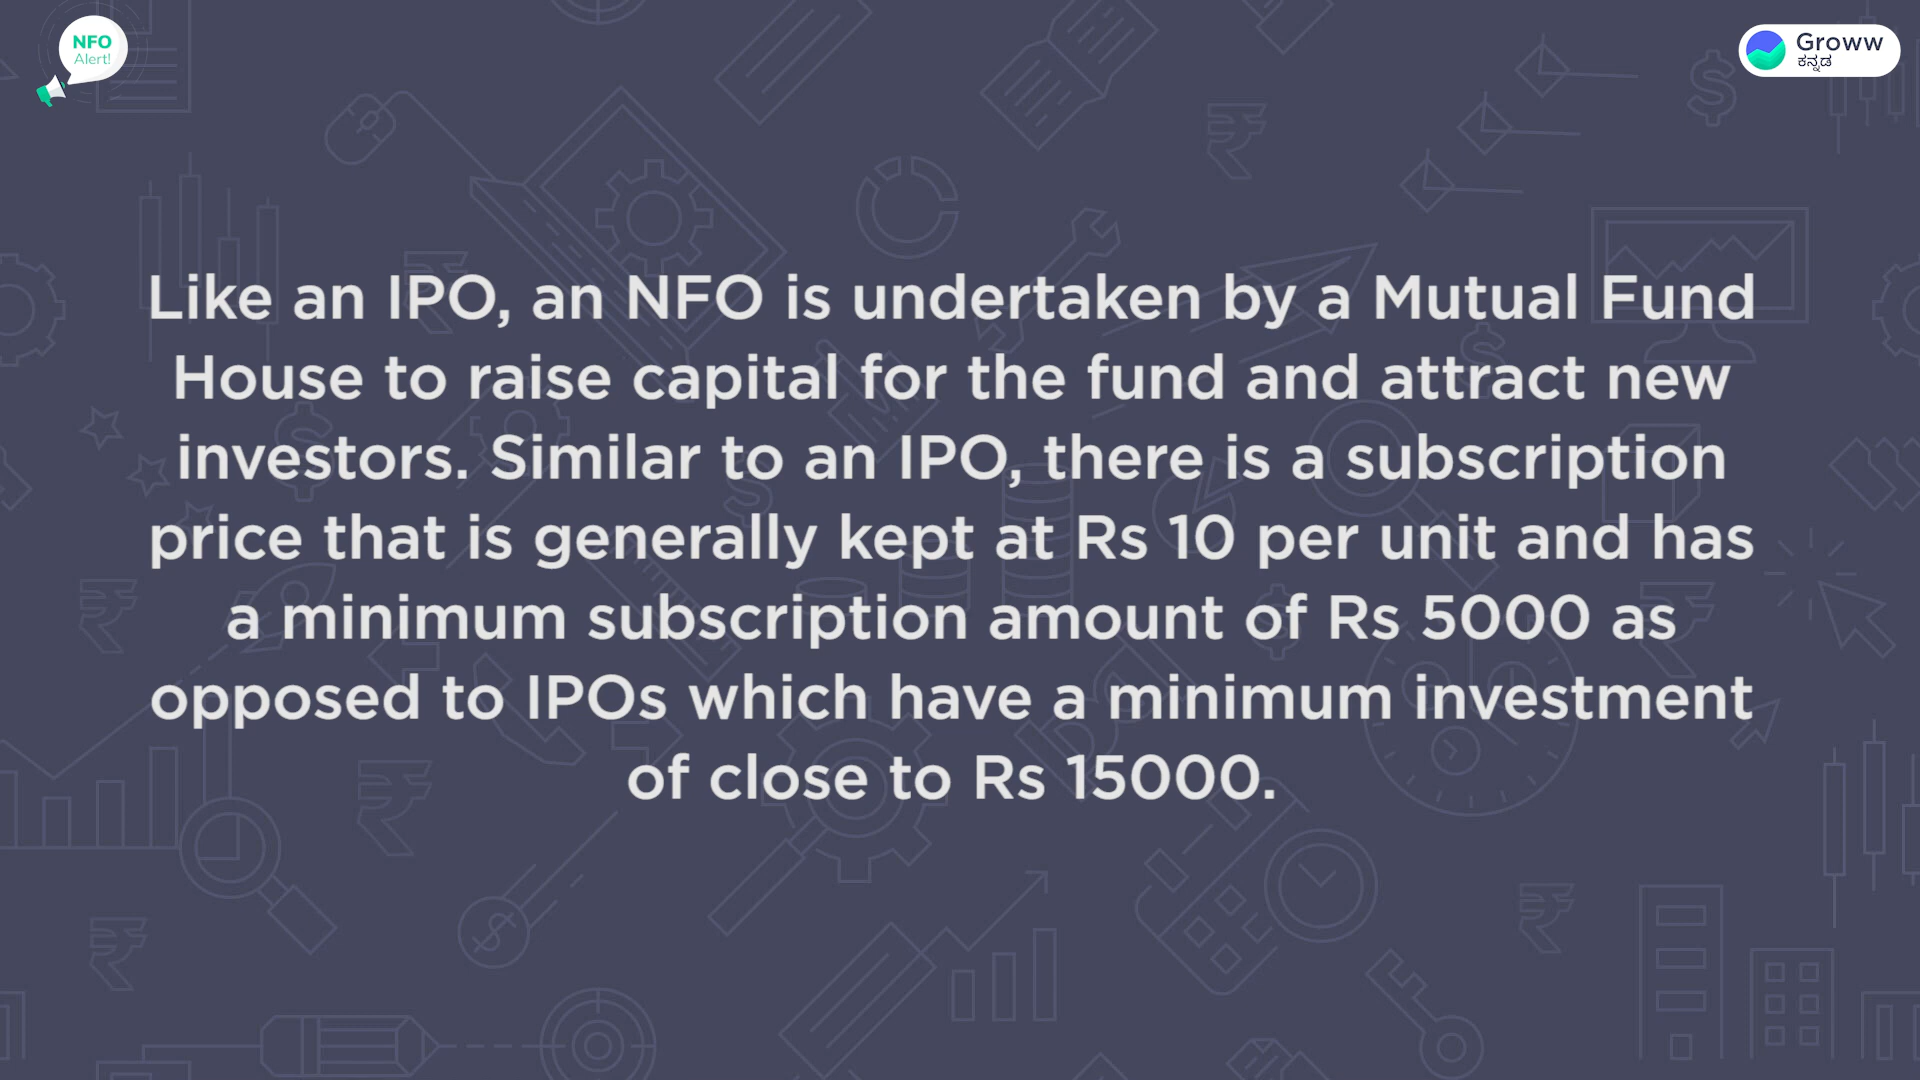 NFO
Alert!
Groww
ಕನ್ನಡ
Like an IPO, an NFO is undertaken by a Mutual Fund
House to raise capital for the fund and attract new
investors. Similar to an IPO, there is a subscription
price that is generally kept at Rs 10 per unit and has
a minimum subscription amount of Rs 5000 as
opposed to IPOs which have a minimum investment
of close to Rs 15000.